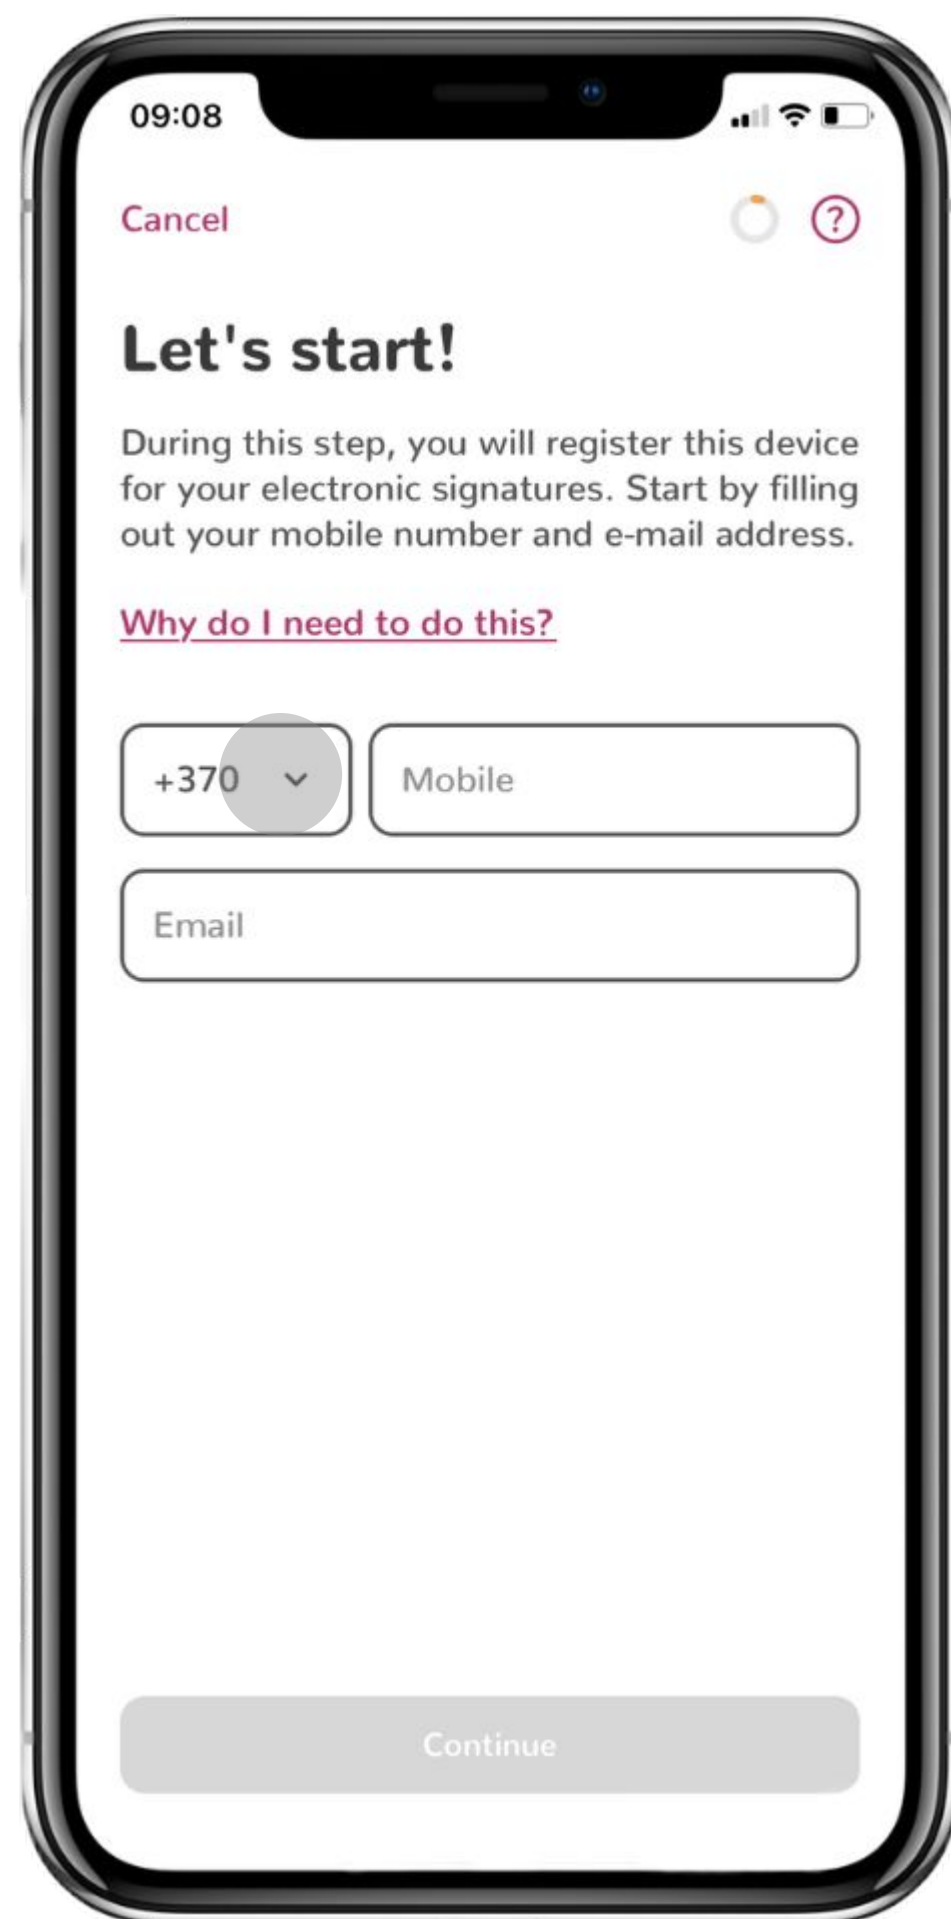 09:08
Cancel
?
Let's start!
During this step, you will register this device
for your electronic signatures. Start by filling
out your mobile number and e-mail address.
Why do I need to do this?
+370
Mobile
Email
Continue